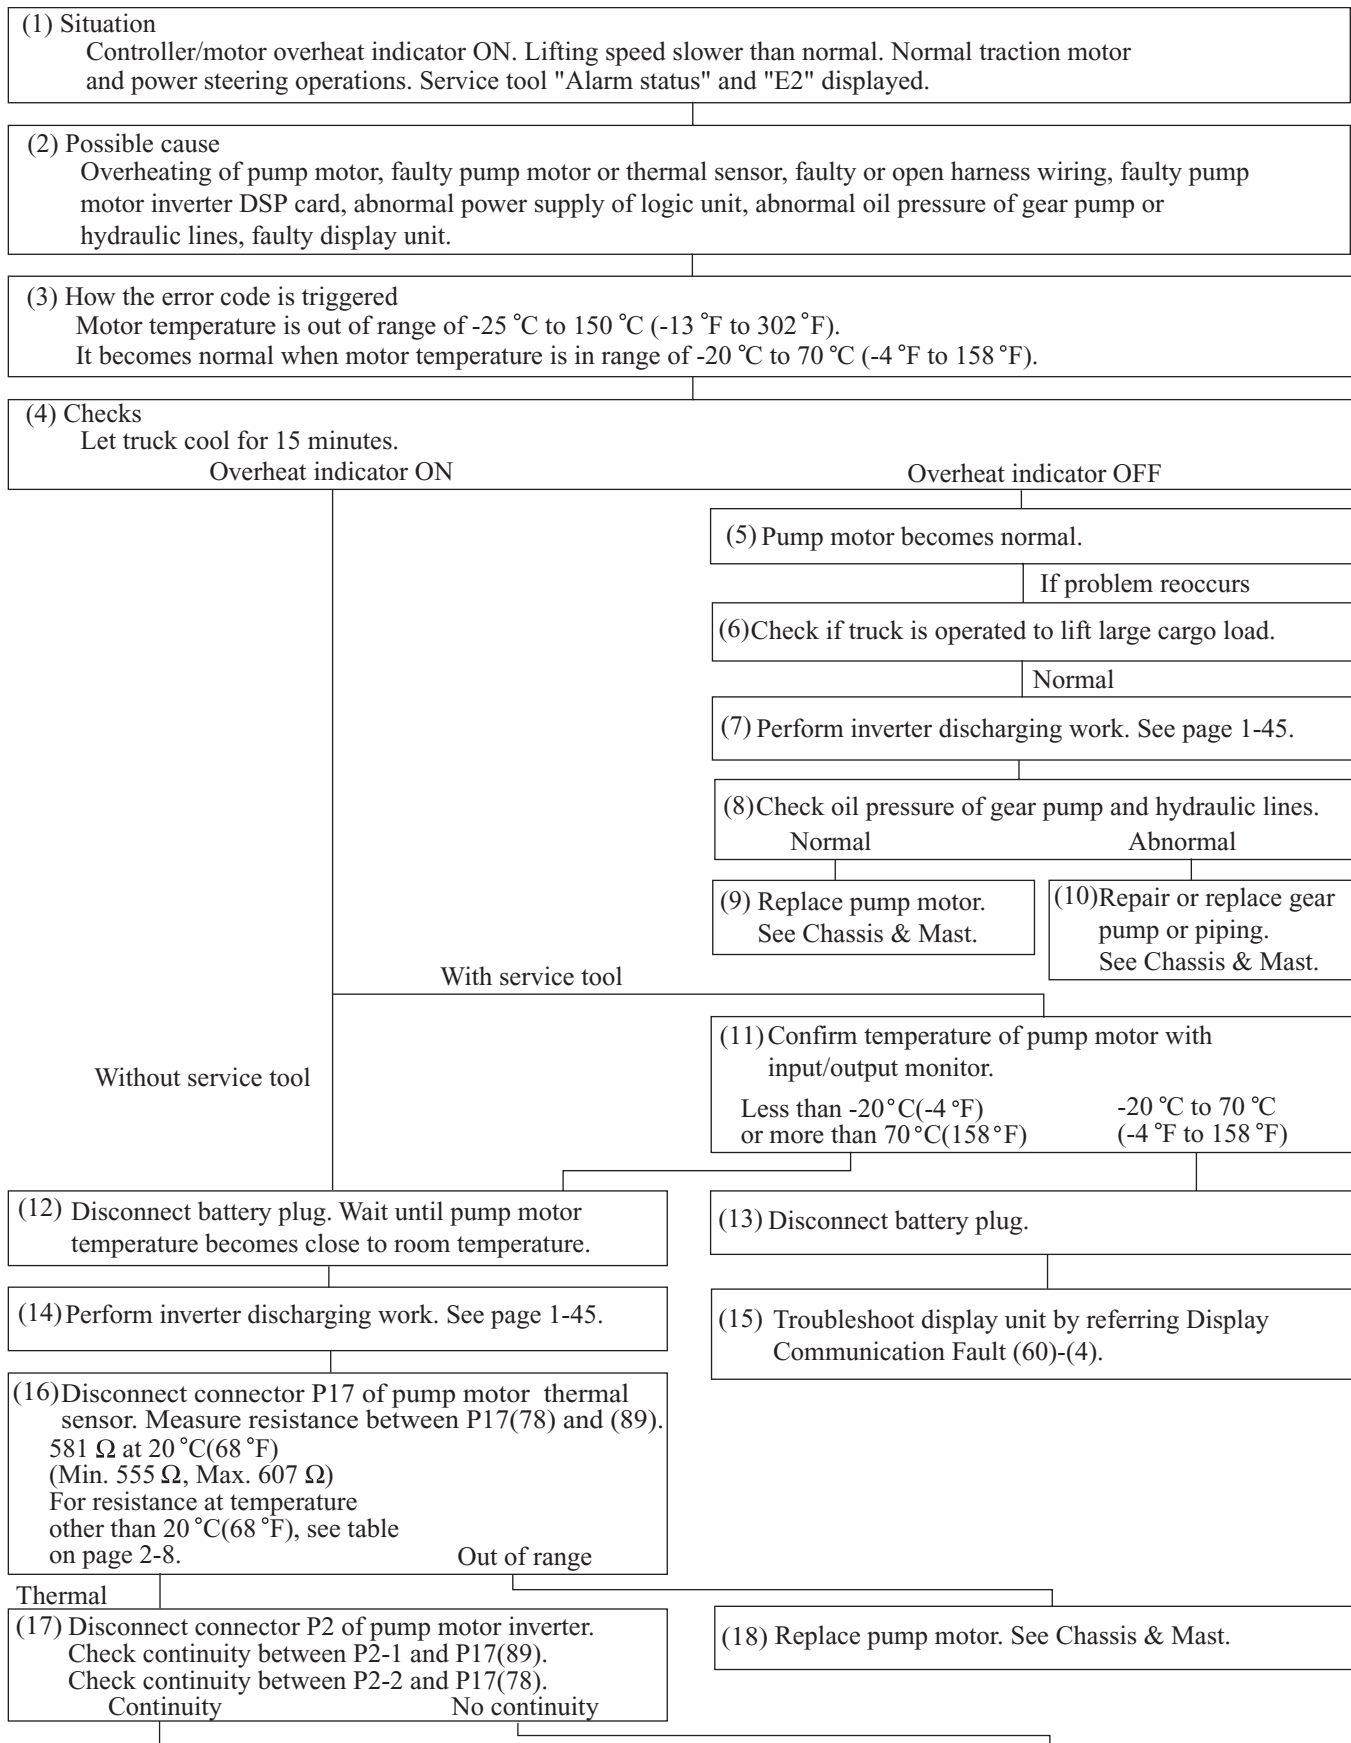 (1) Situation
Controller/motor overheat indicator ON. Lifting speed slower than normal. Normal traction motor
and power steering operations. Service tool "Alarm status" and "E2" displayed.
(2) Possible cause
Overheating of pump motor, faulty pump motor or thermal sensor, faulty or open harness wiring, faulty pump
motor inverter DSP card, abnormal power supply of logic unit, abnormal oil pressure of gear pump or
hydraulic lines, faulty display unit.
(3) How the error code is triggered
Motor temperature is out of range of -25 °C to 150 °C (-13 °F to 302 °F).
It becomes normal when motor temperature is in range of -20 °C to 70 °C (-4 °F to 158 °F).
(4) Checks
Let truck cool for 15 minutes.
Overheat indicator ON
Overheat indicator OFF
(5) Pump motor becomes normal.
If problem reoccurs
(6)Check if truck is operated to lift large cargo load.
Normal
(7) Perform inverter discharging work. See page 1-45.
(8)Check oil pressure of gear pump and hydraulic lines.
Normal
Abnormal
(9) Replace pump motor.
See Chassis & Mast.
(10)Repair or replace gear
pump or piping.
See Chassis & Mast.
With service tool
(11) Confirm temperature of pump motor with
input/output monitor.
Less than -20°C(-4 °F)
or more than 70°C(158°F)
-20 °C to 70 °C
(-4 °F to 158 °F)
Without service tool
(12) Disconnect battery plug. Wait until pump motor
temperature becomes close to room temperature.
(13) Disconnect battery plug.
(14)Perform inverter discharging work. See page 1-45.
(15) Troubleshoot display unit by referring Display
Communication Fault (60)-(4).
(16)Disconnect connector P17 of pump motor thermal
sensor. Measure resistance between P17(78) and (89).
581 Ω at 20 °C(68 °F)
(Min. 555 Ω, Max. 607 Ω)
For resistance at temperature
other than 20 °C(68 °F), see table
on page 2-8.
Out of range
Thermal
(17) Disconnect connector P2 of pump motor inverter.
Check continuity between P2-1 and P17(89).
Check continuity between P2-2 and P17(78).
Continuity
No continuity
(18) Replace pump motor. See Chassis & Mast.